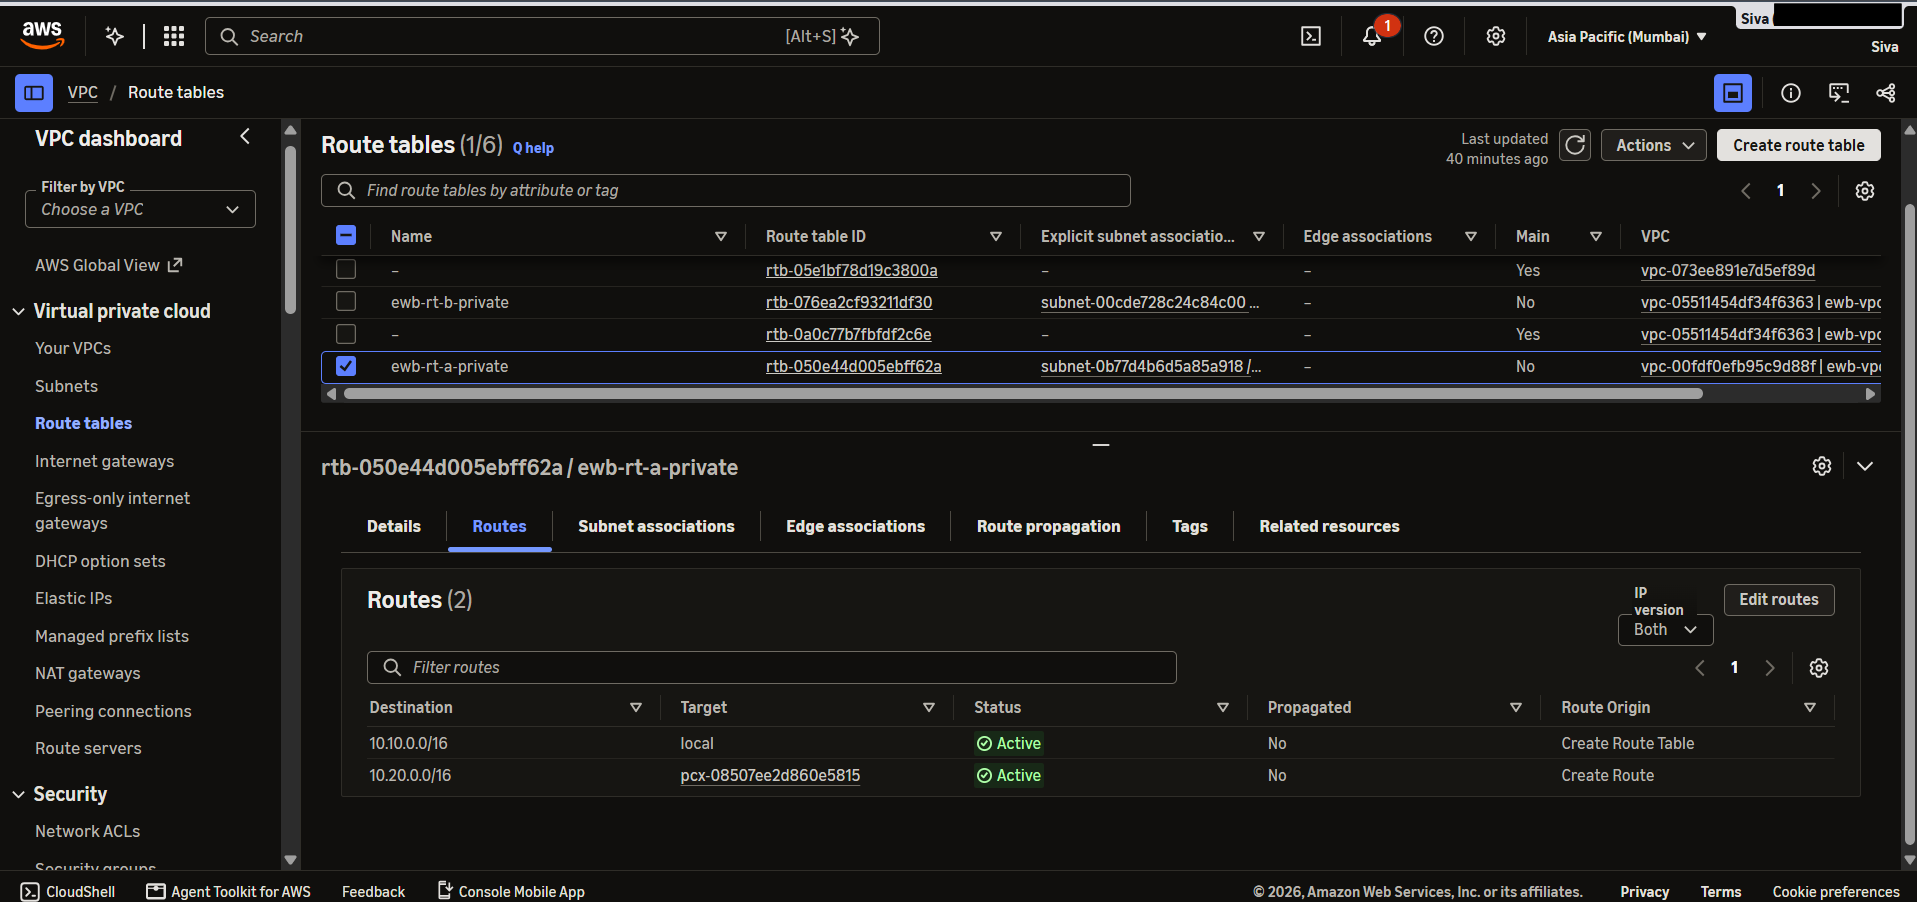 aws
Search [Alt+S]
1
Asia Pacific (Mumbai)
Siva
Siva
VPC / Route tables
VPC dashboard
Filter by VPC
Choose a VPC
AWS Global View
Virtual private cloud
Your VPCs
Subnets
Route tables
Internet gateways
Egress-only internet
gateways
DHCP option sets
Elastic IPs
Managed prefix lists
NAT gateways
Peering connections
Route servers
Security
Network ACLs
Security groups
Route tables (1/6) Q help
Last updated
40 minutes ago
Actions
Create route table
Find route tables by attribute or tag
1
Name Route table ID Explicit subnet associatio... Edge associations Main VPC
– rtb-05e1bf78d19c3800a – – Yes vpc-073ee891e7d5ef89d
ewb-rt-b-private rtb-076ea2cf93211df30 subnet-00cde728c24c84c00 ... – No vpc-05511454df34f6363 | ewb-vpc
– rtb-0a0c77b7fbfdf2c6e – – Yes vpc-05511454df34f6363 | ewb-vpc
ewb-rt-a-private rtb-050e44d005ebff62a subnet-0b77d4b6d5a85a918 /... – No vpc-00fdf0efb95c9d88f | ewb-vpc
rtb-050e44d005ebff62a / ewb-rt-a-private
Details Routes Subnet associations Edge associations Route propagation Tags Related resources
Routes (2)
IP
version
Both
Edit routes
Filter routes
1
Destination Target Status Propagated Route Origin
10.10.0.0/16 local Active No Create Route Table
10.20.0.0/16 pcx-08507ee2d860e5815 Active No Create Route
CloudShell Agent Toolkit for AWS Feedback Console Mobile App © 2026, Amazon Web Services, Inc. or its affiliates. Privacy Terms Cookie preferences